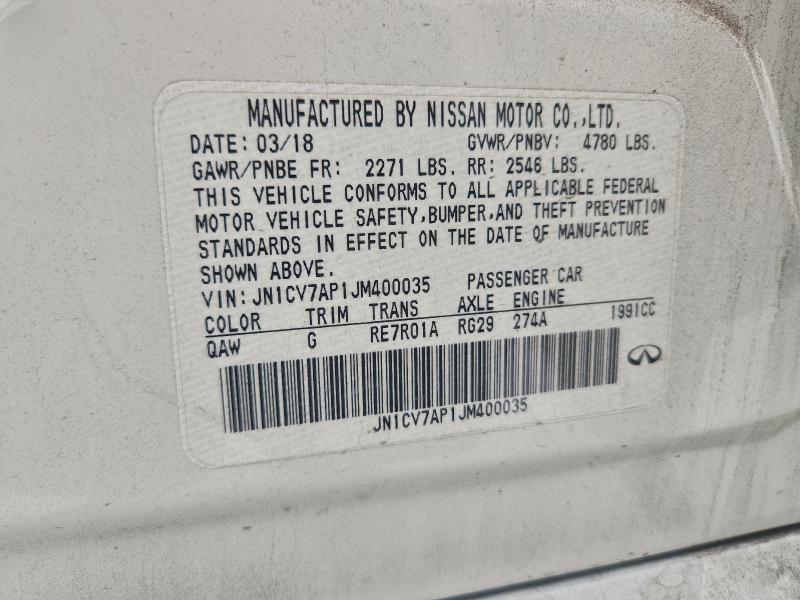 MANUFACTURED BY NISSAN MOTOR CO.,LTD.
DATE: 03/18 GVWR/PNBV: 4780 LBS.
GAWR/PNBE FR: 2271 LBS. RR: 2546 LBS.
THIS VEHICLE CONFORMS TO ALL APPLICABLE FEDERAL
MOTOR VEHICLE SAFETY,BUMPER,AND THEFT PREVENTION
STANDARDS IN EFFECT ON THE DATE OF MANUFACTURE
SHOWN ABOVE.
VIN: JN1CV7AP1JM400035 PASSENGER CAR
COLOR TRIM TRANS AXLE ENGINE
QAW G RE7R01A RG29 274A 1991CC
JN1CV7AP1JM400035